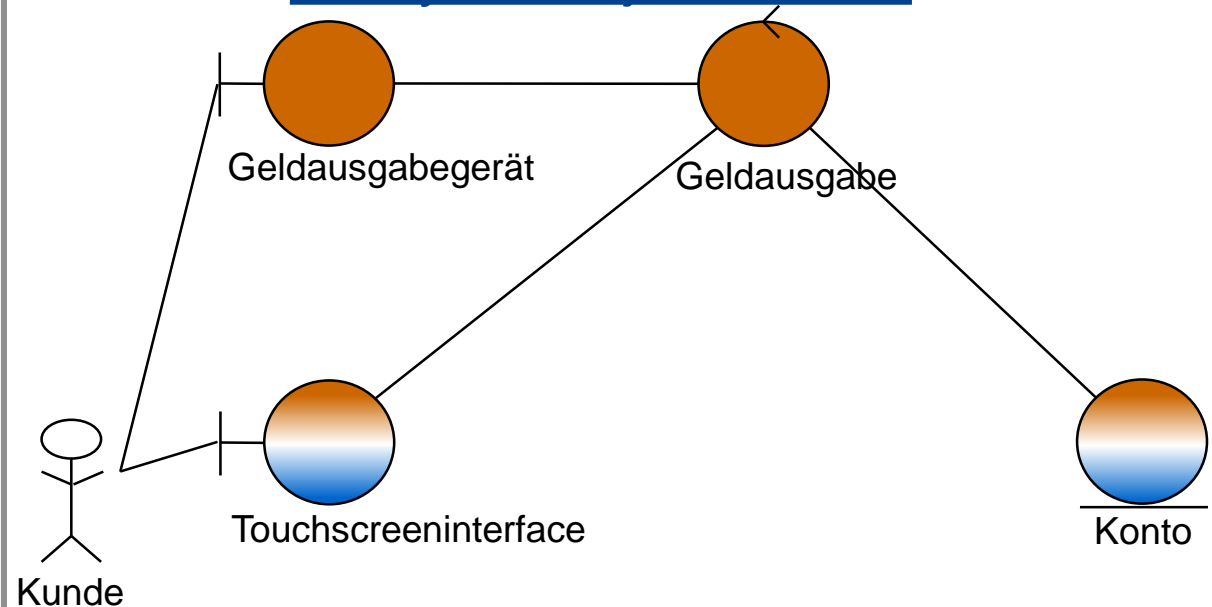 Geldausgabegerät
Geldausgabe
Touchscreeninterface
Konto
Kunde